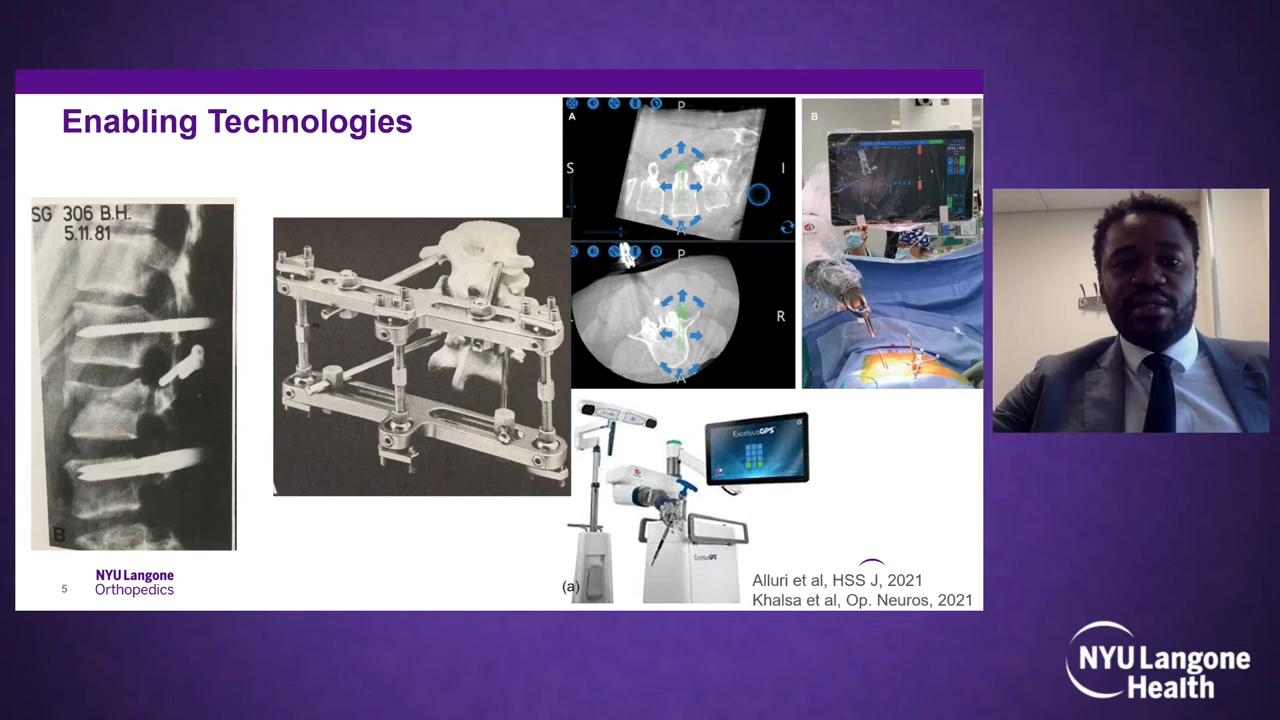 Enabling Technologies
SG 306 B.H.
5.11.81
B
A
P
S
I
A
P
R
A
B
EXCELSIUSGPS
EXCELSIUSGPS
(a)
5
NYU Langone
Orthopedics
Alluri et al, HSS J, 2021
Khalsa et al, Op. Neuros, 2021
NYU Langone
Health